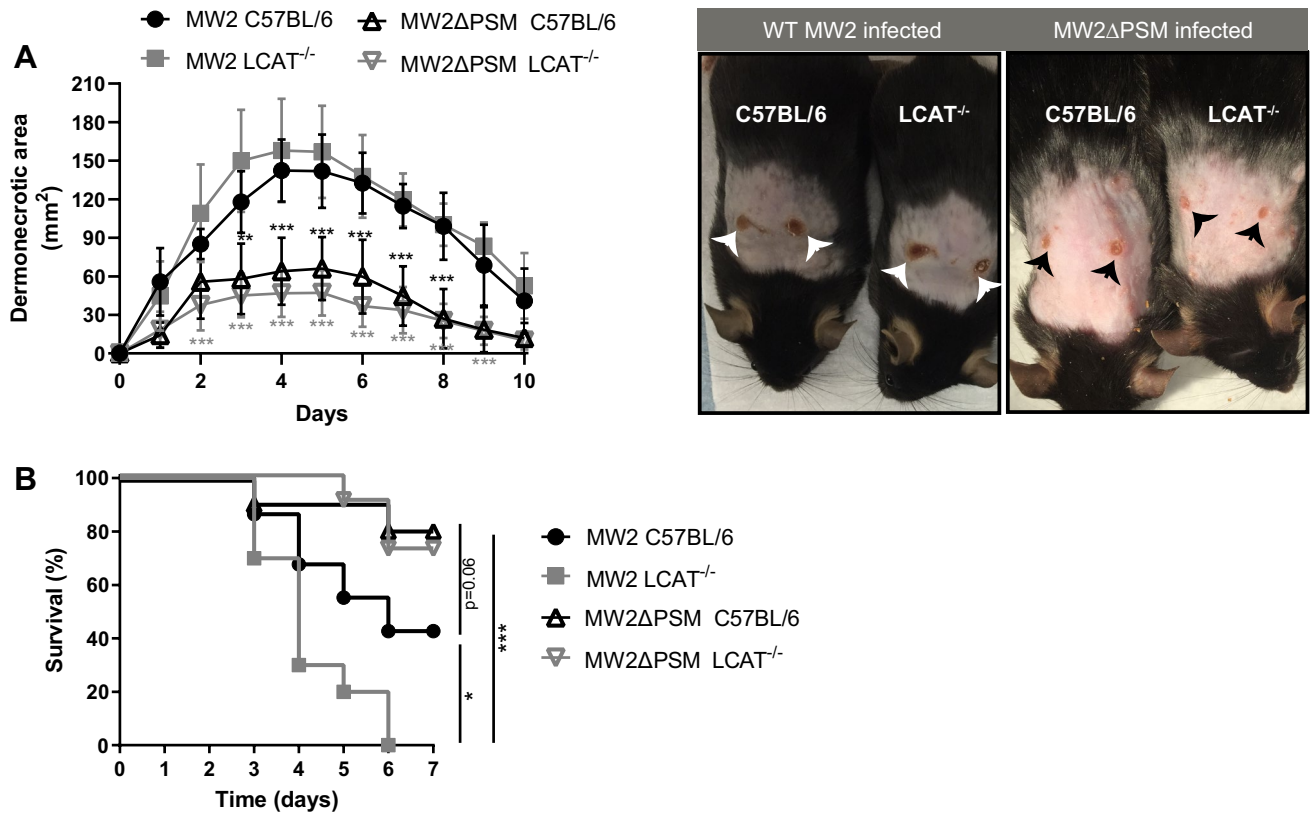 A
MW2 C57BL/6
MW2ΔPSM C57BL/6
MW2 LCAT-/-
MW2ΔPSM LCAT-/-
210
180
150
120
90
60
30
0
Dermonecrotic area
(mm2)
**
***
***
***
***
***
***
***
***
***
***
***
***
***
0
2
4
6
8
10
Days
WT MW2 infected
MW2ΔPSM infected
C57BL/6
LCAT-/-
C57BL/6
LCAT-/-
B
100
80
60
40
20
0
Survival (%)
p=0.06
*
***
0
1
2
3
4
5
6
7
Time (days)
MW2 C57BL/6
MW2 LCAT-/-
MW2ΔPSM C57BL/6
MW2ΔPSM LCAT-/-